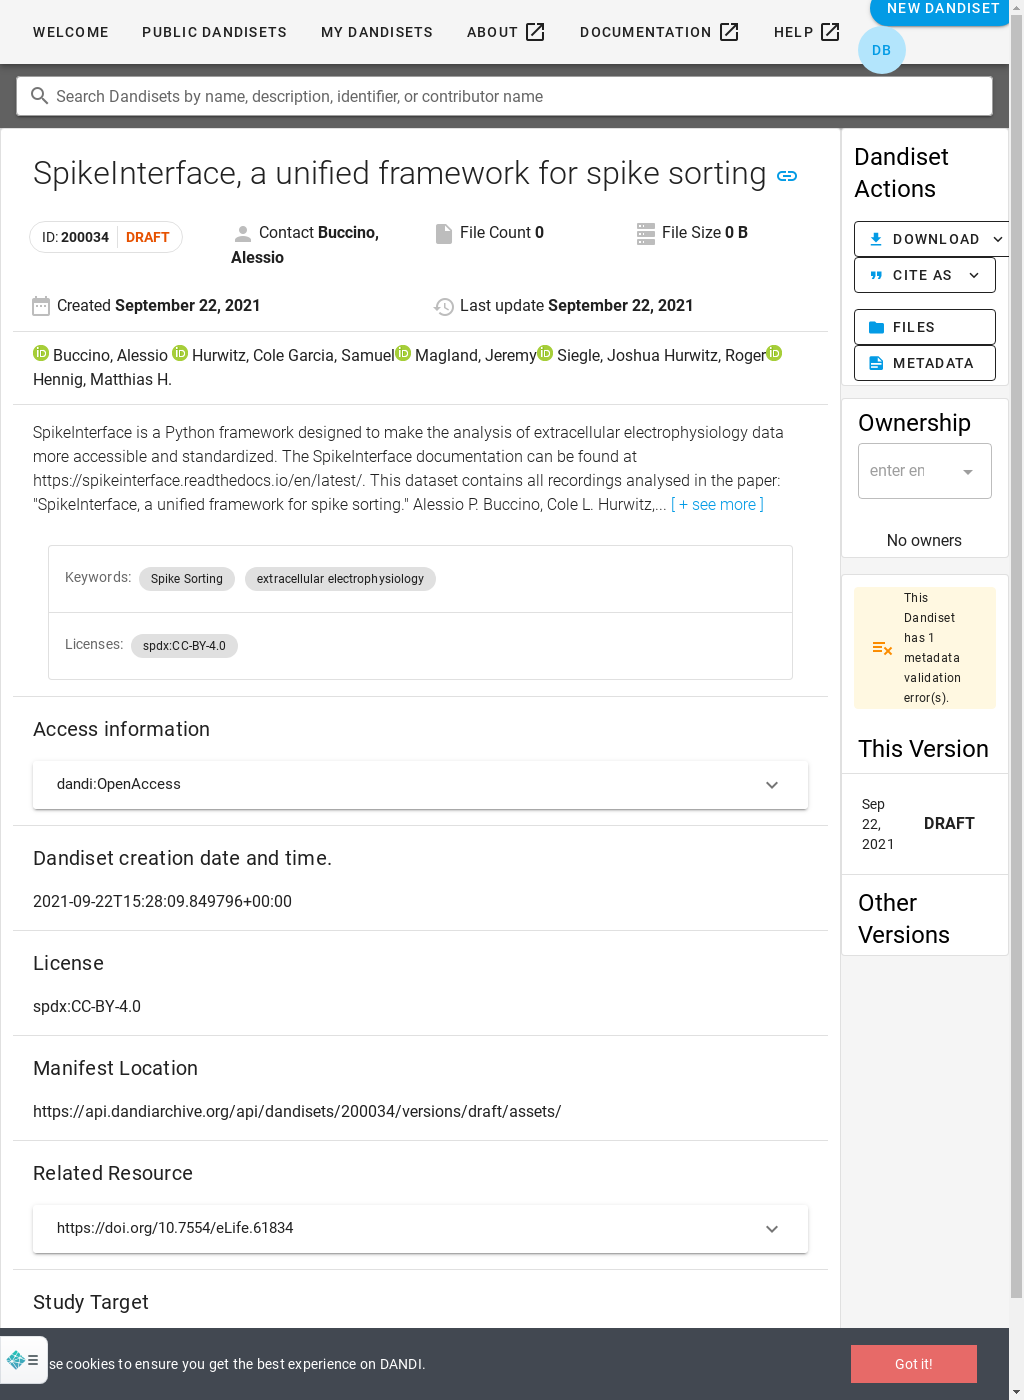 WELCOME PUBLIC DANDISETS MY DANDISETS ABOUT DOCUMENTATION HELP NEW DANDISET
DB
Search Dandisets by name, description, identifier, or contributor name
SpikeInterface, a unified framework for spike sorting
ID: 200034 DRAFT
Contact Buccino, Alessio
File Count 0
File Size 0 B
Created September 22, 2021
Last update September 22, 2021
Buccino, Alessio Hurwitz, Cole Garcia, Samuel Magland, Jeremy Siegle, Joshua Hurwitz, Roger
Hennig, Matthias H.
SpikeInterface is a Python framework designed to make the analysis of extracellular electrophysiology data
more accessible and standardized. The SpikeInterface documentation can be found at
https://spikeinterface.readthedocs.io/en/latest/. This dataset contains all recordings analysed in the paper:
"SpikeInterface, a unified framework for spike sorting." Alessio P. Buccino, Cole L. Hurwitz,... [ + see more ]
Keywords: Spike Sorting extracellular electrophysiology
Licenses: spdx:CC-BY-4.0
Access information
dandi:OpenAccess
Dandiset creation date and time.
2021-09-22T15:28:09.849796+00:00
License
spdx:CC-BY-4.0
Manifest Location
https://api.dandiarchive.org/api/dandisets/200034/versions/draft/assets/
Related Resource
https://doi.org/10.7554/eLife.61834
Study Target
Dandiset
Actions
DOWNLOAD
CITE AS
FILES
METADATA
Ownership
enter en
No owners
This
Dandiset
has 1
metadata
validation
error(s).
This Version
Sep
22,
2021
DRAFT
Other
Versions
se cookies to ensure you get the best experience on DANDI.
Got it!